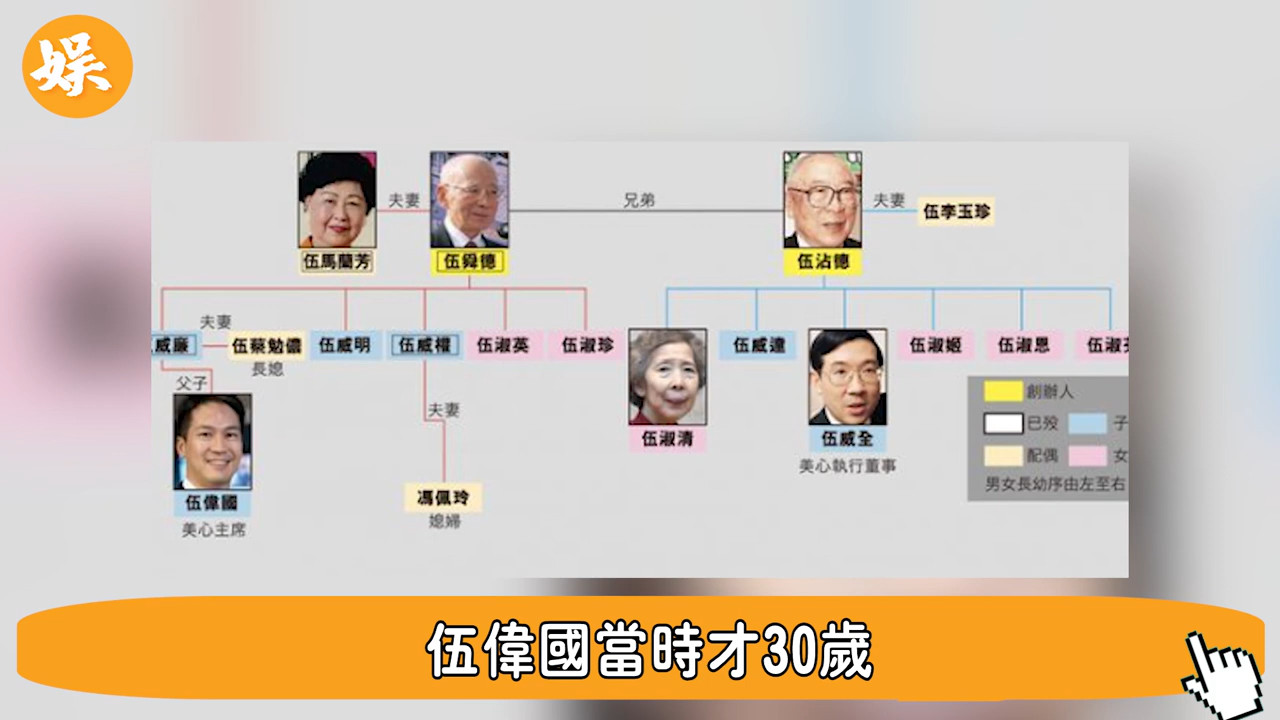 娱
夫妻
兄弟
夫妻
伍李玉珍
伍馬蘭芳
伍舜德
伍沾德
夫妻
威廉
伍蔡勉儂
伍威明
伍威權
伍淑英
伍淑珍
伍威達
伍淑姬
伍淑恩
伍淑
長媳
父子
夫妻
伍淑清
伍威全
美心執行董事
創辦人
已歿
子
配偶
女
男女長幼序由左至右
伍偉國
美心主席
馮佩玲
媳婦
伍偉國當時才30歲